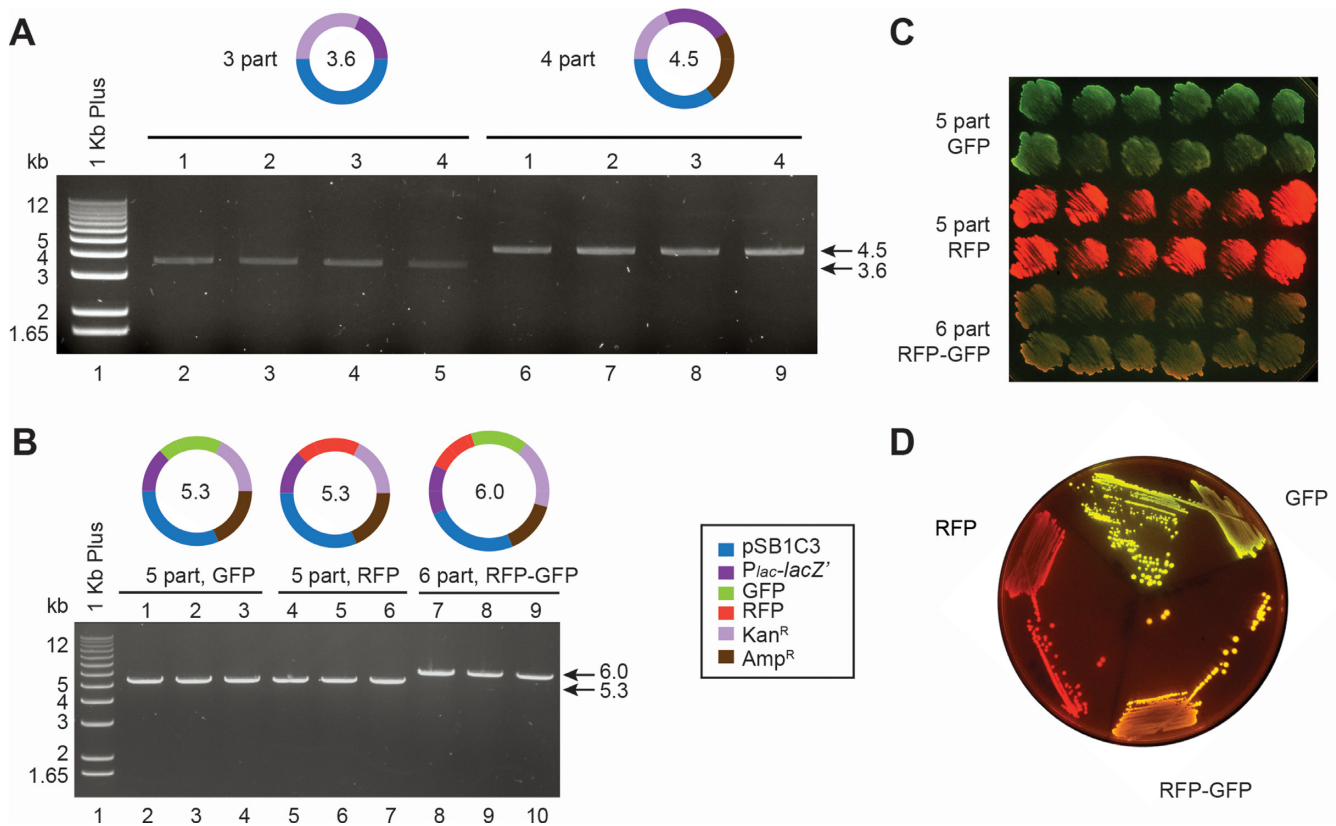 A
3 part
3.6
4 part
4.5
1 Kb Plus
kb
1 2 3 4 1 2 3 4
12
5
4
3
2
1.65
4.5
3.6
1 2 3 4 5 6 7 8 9
B
5.3
5.3
6.0
1 Kb Plus
5 part, GFP
5 part, RFP
6 part, RFP-GFP
kb
1 2 3 4 5 6 7 8 9
12
5
4
3
2
1.65
6.0
5.3
1 2 3 4 5 6 7 8 9 10
pSB1C3
Plac-lacZ'
GFP
RFP
KanR
AmpR
C
5 part
GFP
5 part
RFP
6 part
RFP-GFP
D
RFP
GFP
RFP-GFP